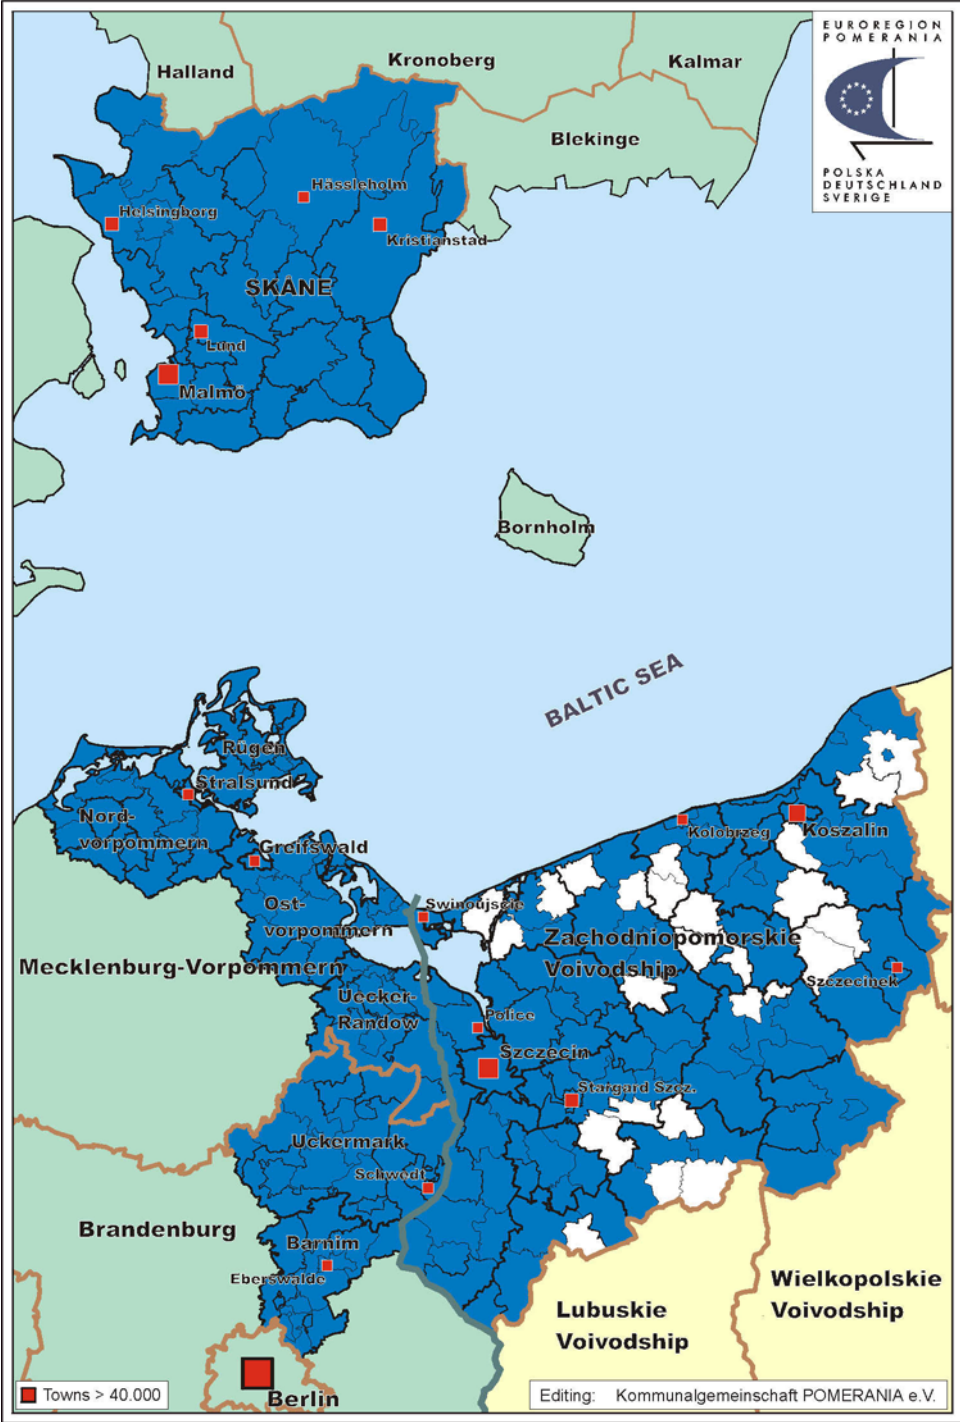 EUROREGION
POMERANIA
POLSKA
DEUTSCHLAND
SVERIGE
Halland
Kronoberg
Kalmar
Blekinge
Hässleholm
Helsingborg
Kristianstad
SKÅNE
Lund
Malmö
Bornholm
BALTIC SEA
Rügen
Stralsund
Nord-
vorpommern
Greifswald
Kolobrzeg
Koszalin
Ost-
vorpommern
Swinoujscie
Zachodniopomorskie
Voivodship
Mecklenburg-Vorpommern
Szczecinek
Uecker-
Randow
Police
Szczecin
Stargard Szcz.
Uckermark
Schwedt
Brandenburg
Barnim
Eberswalde
Wielkopolskie
Voivodship
Lubuskie
Voivodship
Berlin
Towns > 40.000
Editing: Kommunalgemeinschaft POMERANIA e.V.